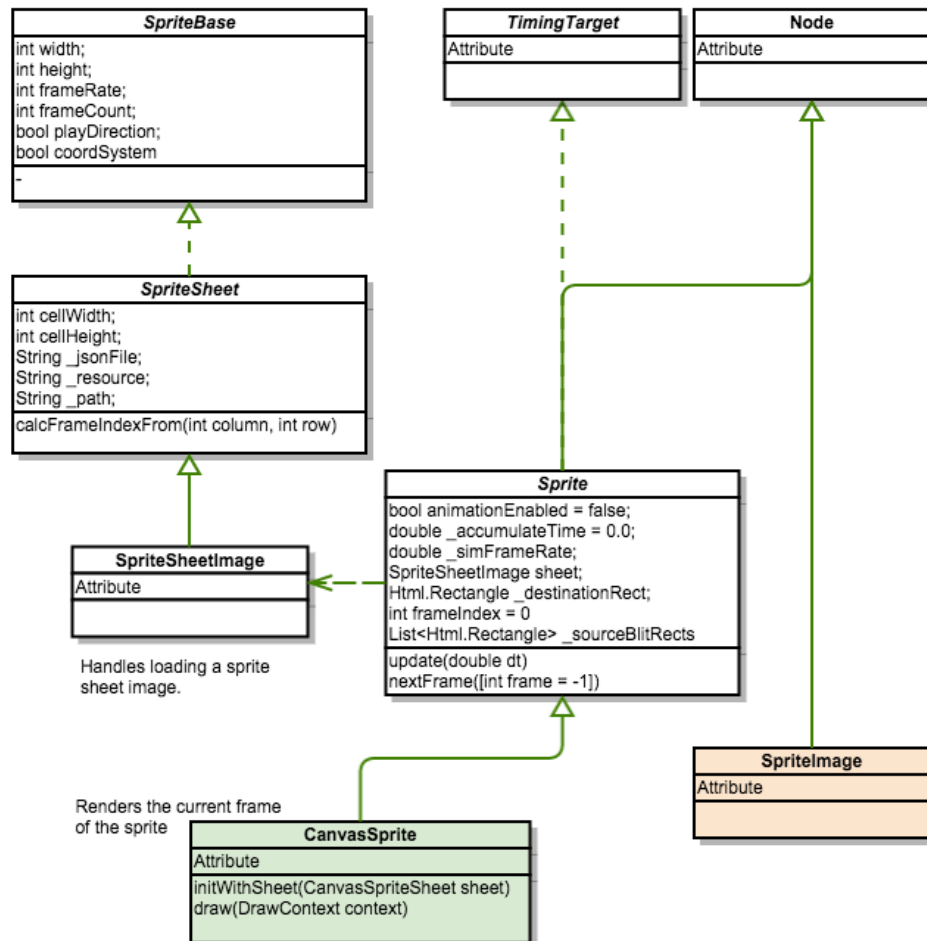 SpriteBase
int width;
int height;
int frameRate;
int frameCount;
bool playDirection;
bool coordSystem
-
TimingTarget
Attribute
Node
Attribute
SpriteSheet
int cellWidth;
int cellHeight;
String _jsonFile;
String _resource;
String _path;
calcFrameIndexFrom(int column, int row)
SpriteSheetImage
Attribute
Handles loading a sprite
sheet image.
Sprite
bool animationEnabled = false;
double _accumulateTime = 0.0;
double _simFrameRate;
SpriteSheetImage sheet;
Html.Rectangle _destinationRect;
int frameIndex = 0
List<Html.Rectangle> _sourceBlitRects
update(double dt)
nextFrame([int frame = -1])
SpriteImage
Attribute
Renders the current frame
of the sprite
CanvasSprite
Attribute
initWithSheet(CanvasSpriteSheet sheet)
draw(DrawContext context)